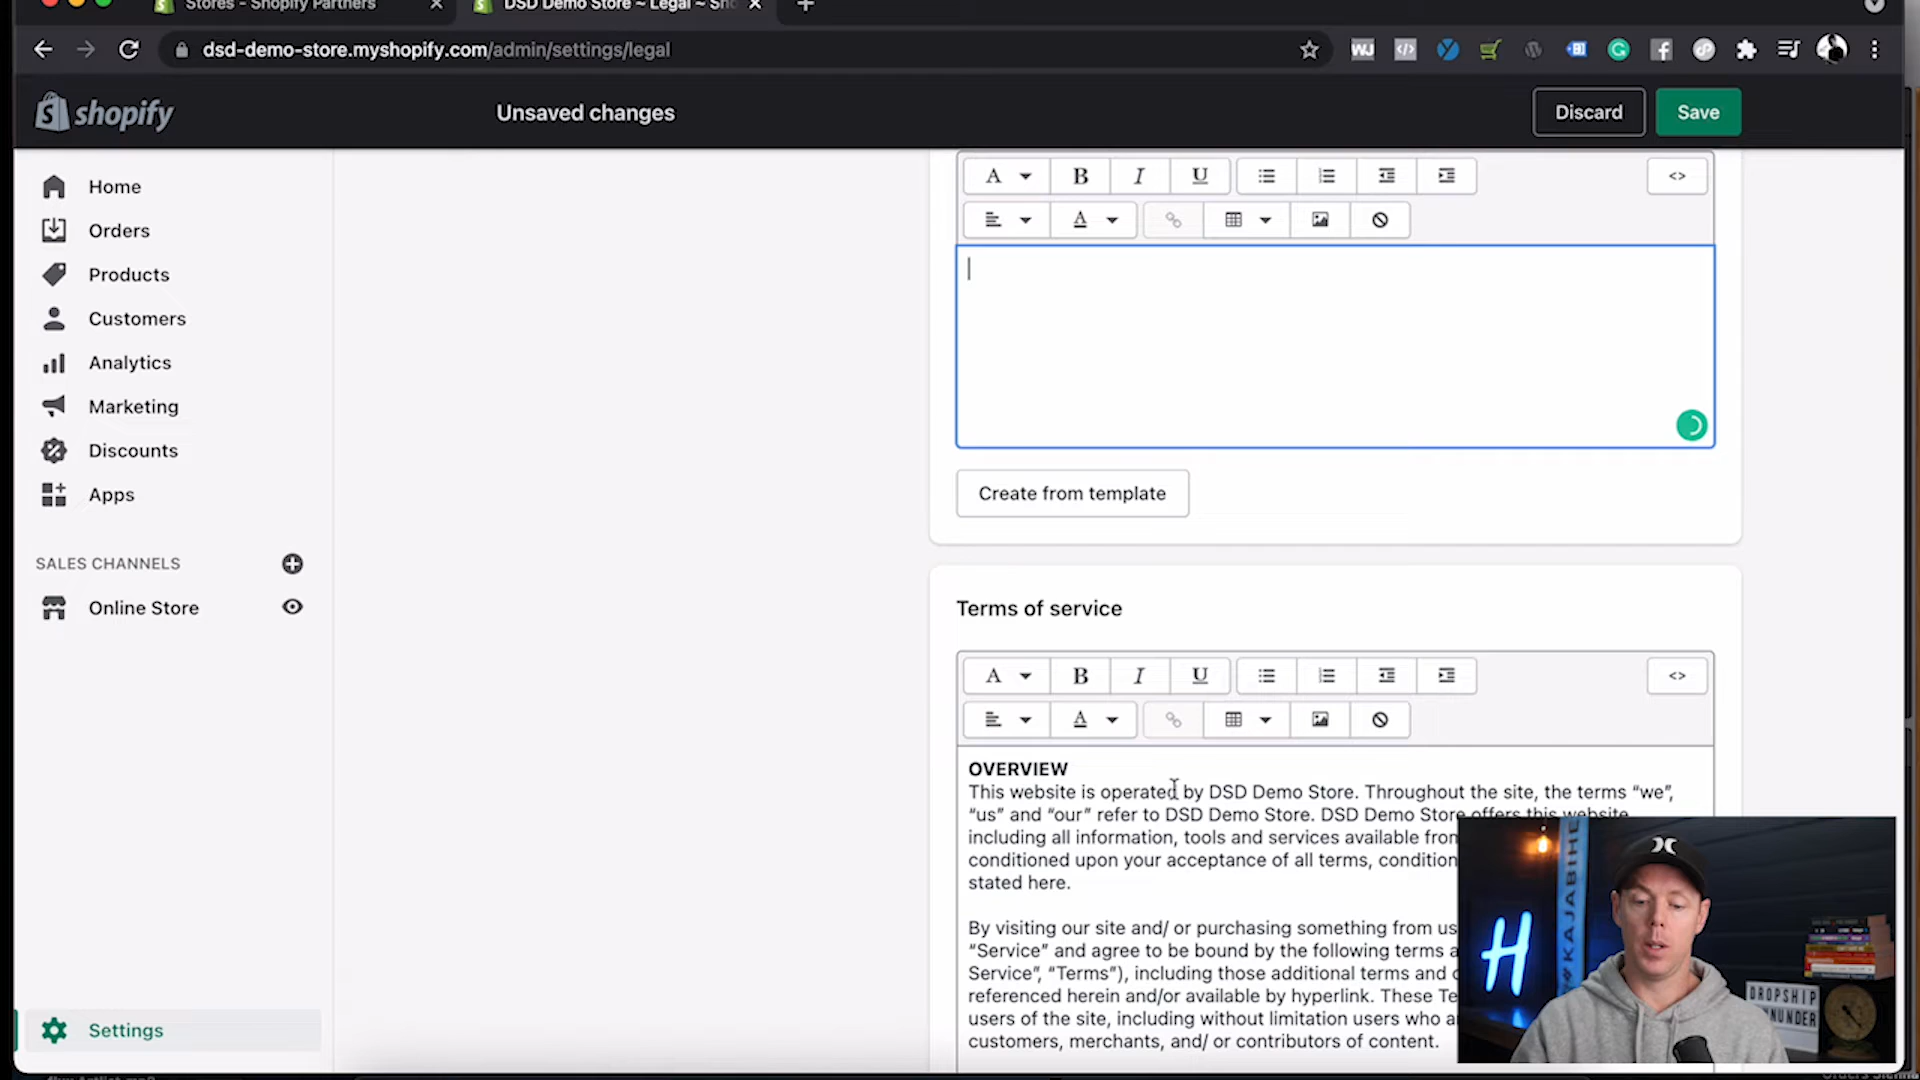 Stores - Shopify Partners
DSD Demo Store ~ Legal ~ Sho
dsd-demo-store.myshopify.com/admin/settings/legal
shopify
Unsaved changes
Discard
Save
Home
Orders
Products
Customers
Analytics
Marketing
Discounts
Apps
SALES CHANNELS
Online Store
Settings
A
B I U
<>
A
Create from template
Terms of service
A
B I U
<>
A
OVERVIEW
This website is operated by DSD Demo Store. Throughout the site, the terms “we”,
“us” and “our” refer to DSD Demo Store. DSD Demo Store offers this website,
including all information, tools and services available from
conditioned upon your acceptance of all terms, condition
stated here.
By visiting our site and/ or purchasing something from us
“Service” and agree to be bound by the following terms a
Service”, “Terms”), including those additional terms and c
referenced herein and/or available by hyperlink. These Te
users of the site, including without limitation users who a
customers, merchants, and/ or contributors of content.
H
#KAJABIHE
DROPSHIP